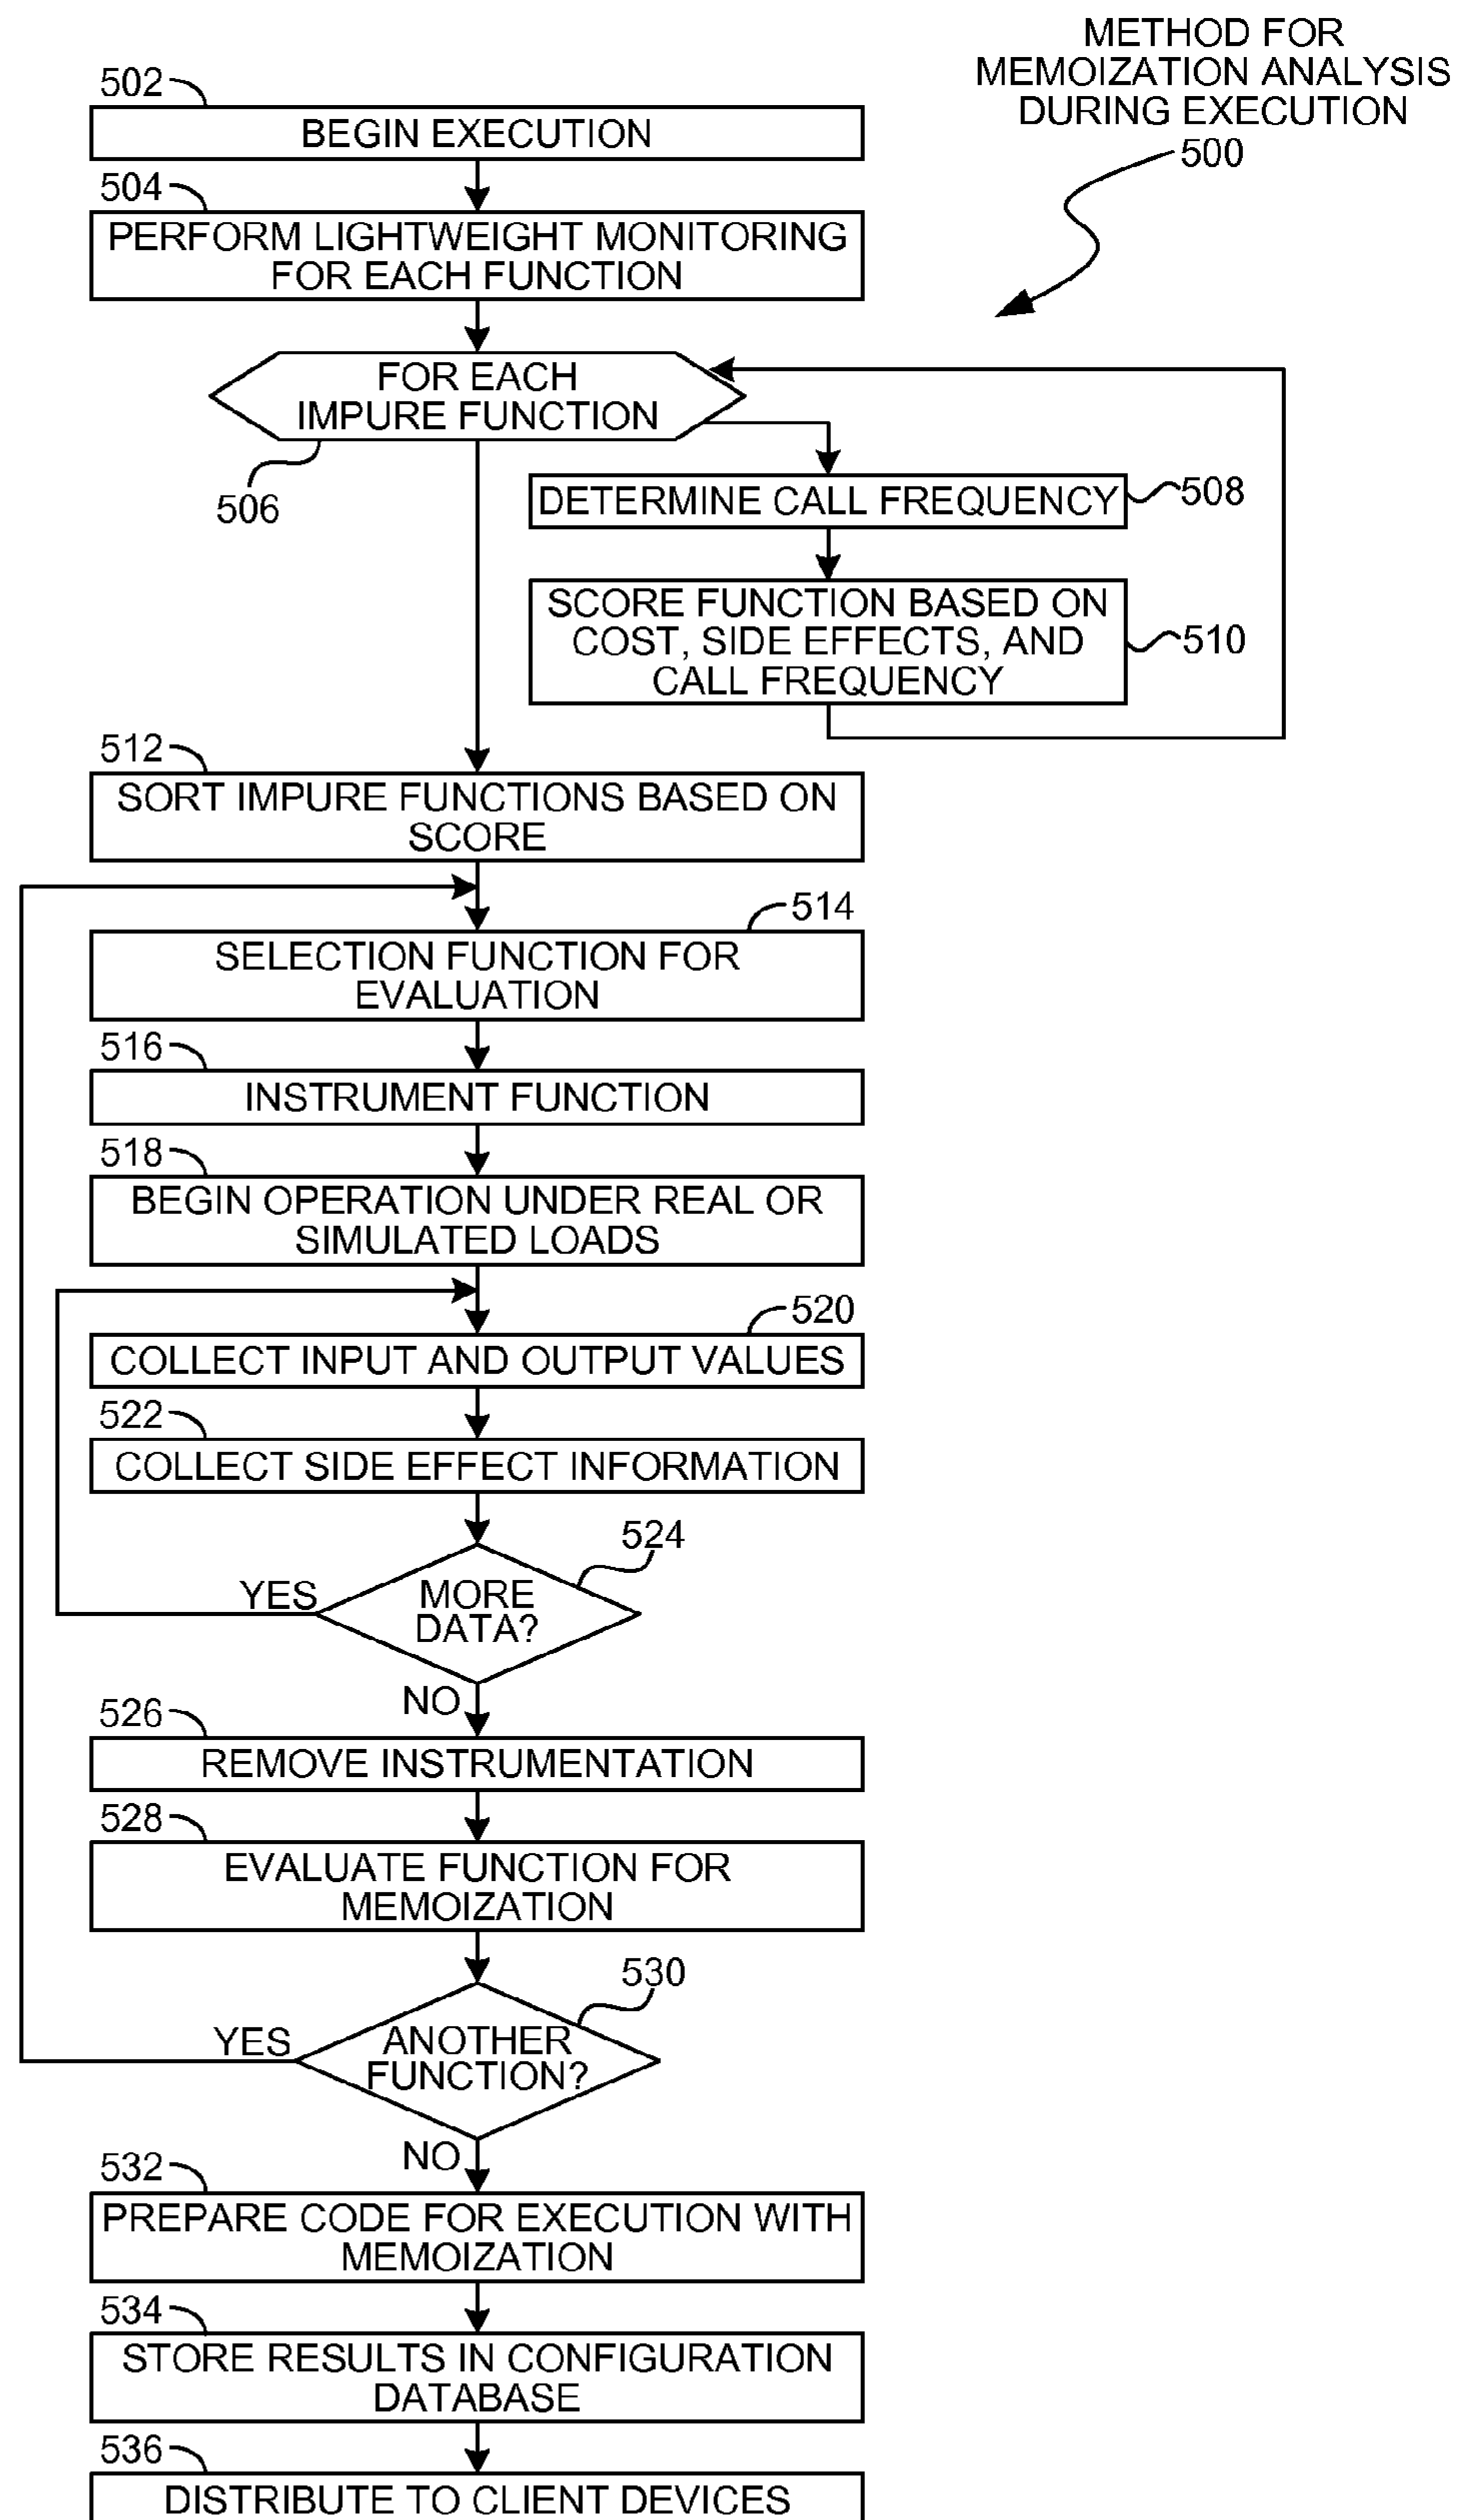 METHOD FOR
MEMOIZATION ANALYSIS
DURING EXECUTION
500
502
BEGIN EXECUTION
504
PERFORM LIGHTWEIGHT MONITORING
FOR EACH FUNCTION
FOR EACH
IMPURE FUNCTION
506
DETERMINE CALL FREQUENCY
508
SCORE FUNCTION BASED ON
COST, SIDE EFFECTS, AND
CALL FREQUENCY
510
512
SORT IMPURE FUNCTIONS BASED ON
SCORE
514
SELECTION FUNCTION FOR
EVALUATION
516
INSTRUMENT FUNCTION
518
BEGIN OPERATION UNDER REAL OR
SIMULATED LOADS
520
COLLECT INPUT AND OUTPUT VALUES
522
COLLECT SIDE EFFECT INFORMATION
524
MORE
DATA?
YES
NO
526
REMOVE INSTRUMENTATION
528
EVALUATE FUNCTION FOR
MEMOIZATION
530
ANOTHER
FUNCTION?
YES
NO
532
PREPARE CODE FOR EXECUTION WITH
MEMOIZATION
534
STORE RESULTS IN CONFIGURATION
DATABASE
536
DISTRIBUTE TO CLIENT DEVICES